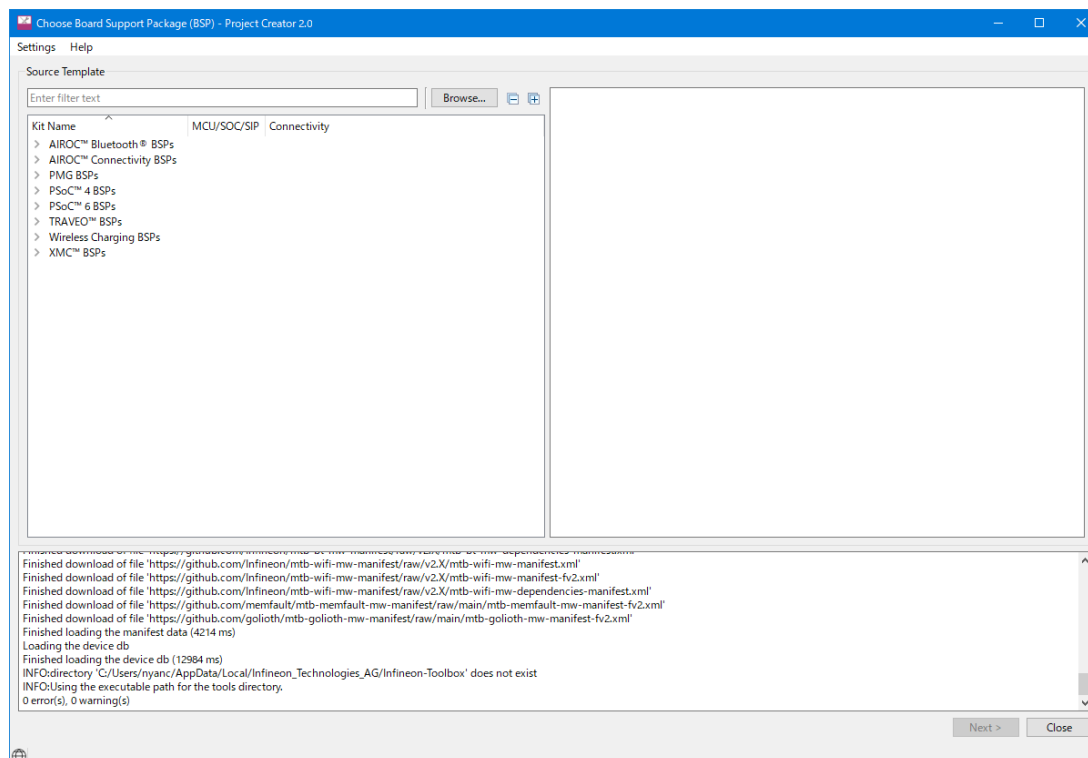 Choose Board Support Package (BSP) - Project Creator 2.0
Settings Help
Source Template
Enter filter text
Browse...
Kit Name MCU/SOC/SIP Connectivity
AIROC™ Bluetooth® BSPs
AIROC™ Connectivity BSPs
PMG BSPs
PSoC™ 4 BSPs
PSoC™ 6 BSPs
TRAVEO™ BSPs
Wireless Charging BSPs
XMC™ BSPs
Finished download of file 'https://github.com/Infineon/mtb-wifi-mw-manifest/raw/v2.X/mtb-wifi-mw-manifest.xml'
Finished download of file 'https://github.com/Infineon/mtb-wifi-mw-manifest/raw/v2.X/mtb-wifi-mw-manifest-fv2.xml'
Finished download of file 'https://github.com/Infineon/mtb-wifi-mw-manifest/raw/v2.X/mtb-wifi-mw-dependencies-manifest.xml'
Finished download of file 'https://github.com/memfault/mtb-memfault-mw-manifest/raw/main/mtb-memfault-mw-manifest-fv2.xml'
Finished download of file 'https://github.com/golioth/mtb-golioth-mw-manifest/raw/main/mtb-golioth-mw-manifest-fv2.xml'
Finished loading the manifest data (4214 ms)
Loading the device db
Finished loading the device db (12984 ms)
INFO:directory 'C:/Users/nyanc/AppData/Local/Infineon_Technologies_AG/Infineon-Toolbox' does not exist
INFO:Using the executable path for the tools directory.
0 error(s), 0 warning(s)
Next >
Close